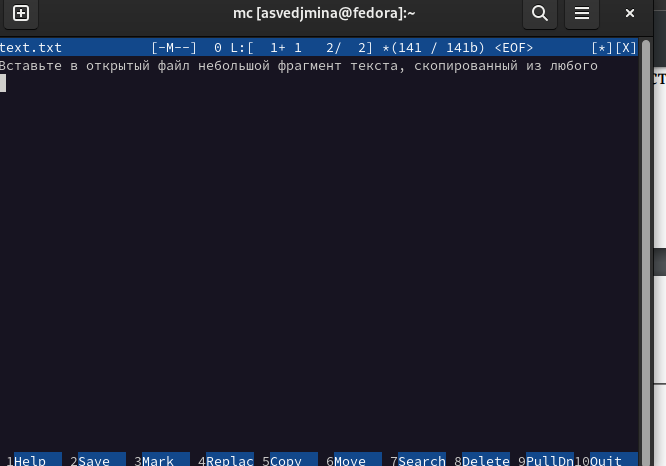 mc [asvedjmina@fedora]:~
text.txt [-M--] 0 L:[ 1+ 1 2/ 2] *(141 / 141b) <EOF> [*][X]
Вставьте в открытый файл небольшой фрагмент текста, скопированный из любого
СТ
1Help 2Save 3Mark 4Replac 5Copy 6Move 7Search 8Delete 9PullDn 10Quit